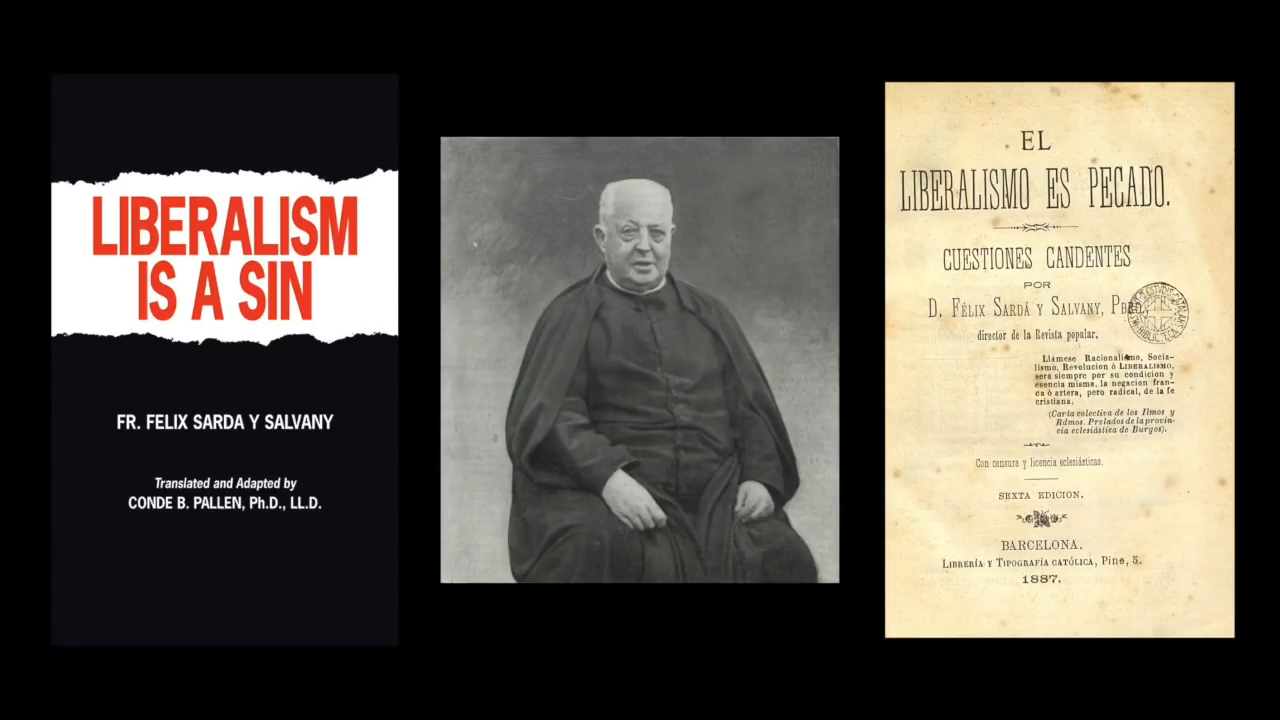 LIBERALISM
IS A SIN
FR. FELIX SARDA Y SALVANY
Translated and Adapted by
CONDE B. PALLEN, Ph.D., LL.D.
EL
LIBERALISMO ES PECADO.
CUESTIONES CANDENTES
POR
D. FÉLIX SARDÁ Y SALVANY,
director de la Revista popular.
Llámese Racionalismo, Socia-
lismo, Revolucion ó LIBERALISMO,
será siempre por su condicion y
esencia misma, la negacion fran-
ca ó artera, pero radical, de la fe
cristiana.
(Carta colectiva de los Ilmos y
Rdmos. Prelados de la provin-
cia eclesiástica de Burgos).
Con censura y licencia eclesiásticas.
SEXTA EDICION.
BARCELONA.
LIBRERÍA Y TIPOGRAFÍA CATÓLICA, Pino, 5.
1887.